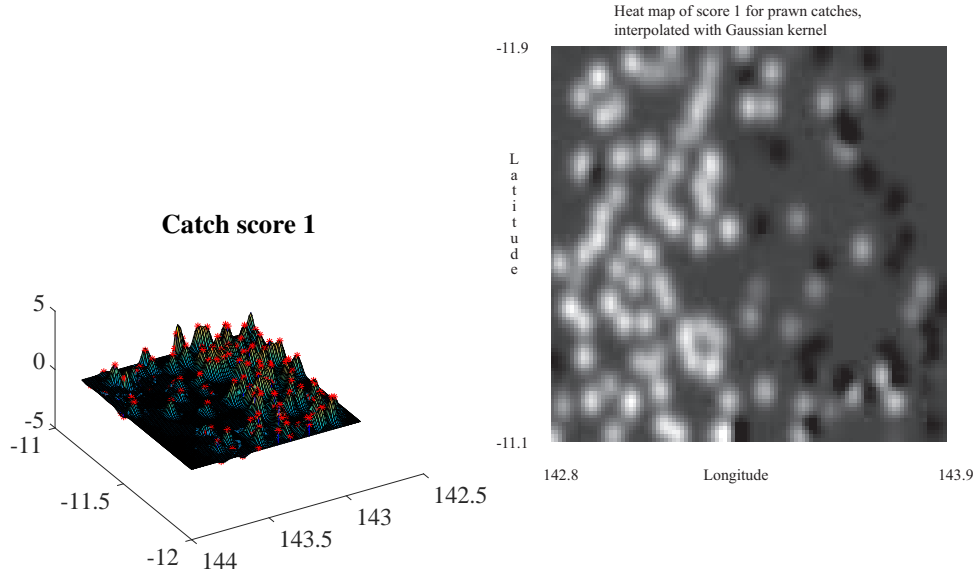 Heat map of score 1 for prawn catches,
interpolated with Gaussian kernel
-11.9
Latitude
-11.1
142.8
Longitude
143.9
Catch score 1
5
0
-5
-11
-11.5
-12
144
143.5
143
142.5